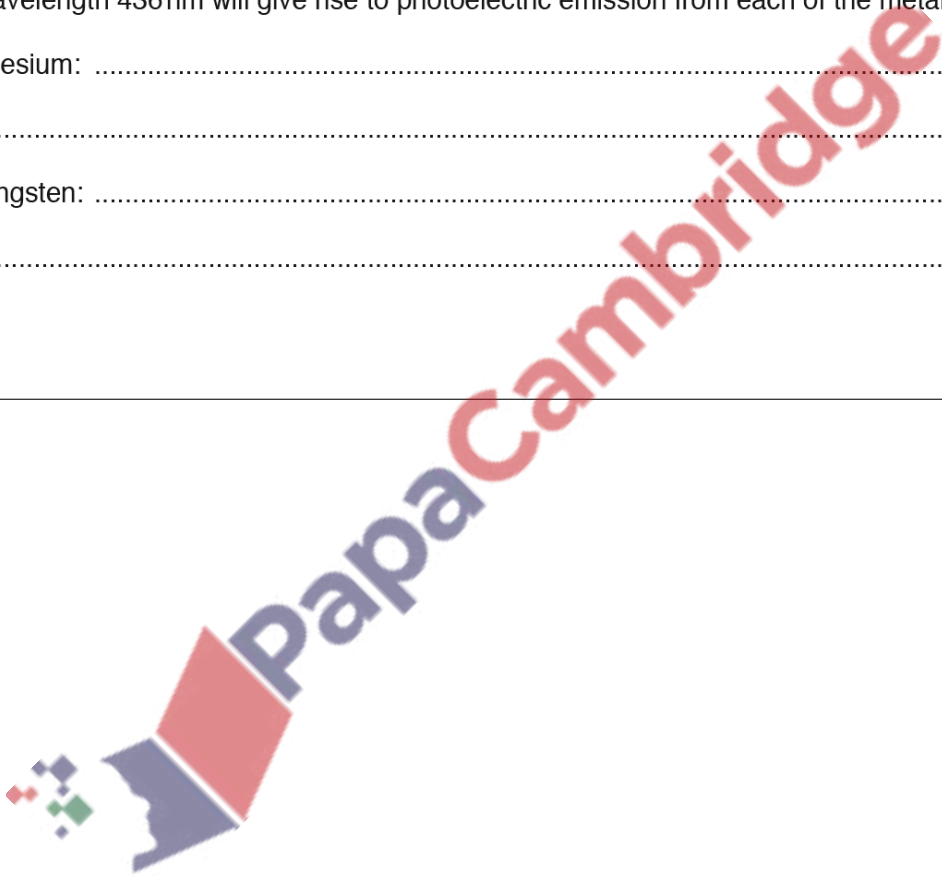 avelength 436nm will give rise to photoelectric emission from each of the metal
esium: ................................................................................
................................................................................
ngsten: ................................................................................
................................................................................
PapaCambridge